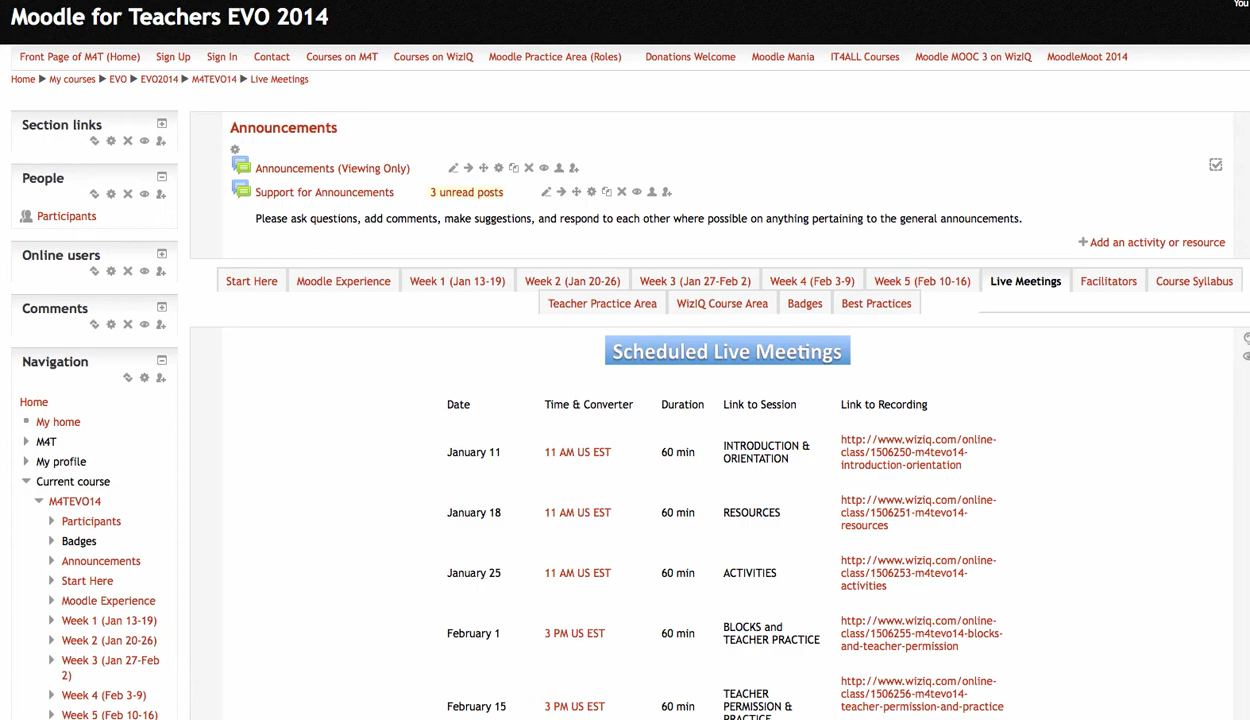 You
Moodle for Teachers EVO 2014
Front Page of M4T (Home) Sign Up Sign In Contact Courses on M4T Courses on WizIQ Moodle Practice Area (Roles) Donations Welcome Moodle Mania IT4ALL Courses Moodle MOOC 3 on WizIQ MoodleMoot 2014
Home ▶ My courses ▶ EVO ▶ EVO2014 ▶ M4TEVO14 ▶ Live Meetings
Section links
People
Participants
Online users
Comments
Navigation
Home
My home
M4T
My profile
Current course
M4TEVO14
Participants
Badges
Announcements
Start Here
Moodle Experience
Week 1 (Jan 13-19)
Week 2 (Jan 20-26)
Week 3 (Jan 27-Feb
2)
Week 4 (Feb 3-9)
Week 5 (Feb 10-16)
Announcements
Announcements (Viewing Only)
Support for Announcements 3 unread posts
Please ask questions, add comments, make suggestions, and respond to each other where possible on anything pertaining to the general announcements.
Add an activity or resource
Start Here Moodle Experience Week 1 (Jan 13-19) Week 2 (Jan 20-26) Week 3 (Jan 27-Feb 2) Week 4 (Feb 3-9) Week 5 (Feb 10-16) Live Meetings Facilitators Course Syllabus
Teacher Practice Area WizIQ Course Area Badges Best Practices
Scheduled Live Meetings
Date Time & Converter Duration Link to Session Link to Recording
January 11 11 AM US EST 60 min
INTRODUCTION &
ORIENTATION
http://www.wiziq.com/online-
class/1506250-m4tevo14-
introduction-orientation
January 18 11 AM US EST 60 min RESOURCES
http://www.wiziq.com/online-
class/1506251-m4tevo14-
resources
January 25 11 AM US EST 60 min ACTIVITIES
http://www.wiziq.com/online-
class/1506253-m4tevo14-
activities
February 1 3 PM US EST 60 min
BLOCKS and
TEACHER PRACTICE
http://www.wiziq.com/online-
class/1506255-m4tevo14-blocks-
and-teacher-permission
February 15 3 PM US EST 60 min
TEACHER
PERMISSION &
PRACTICE
http://www.wiziq.com/online-
class/1506256-m4tevo14-
teacher-permission-and-practice